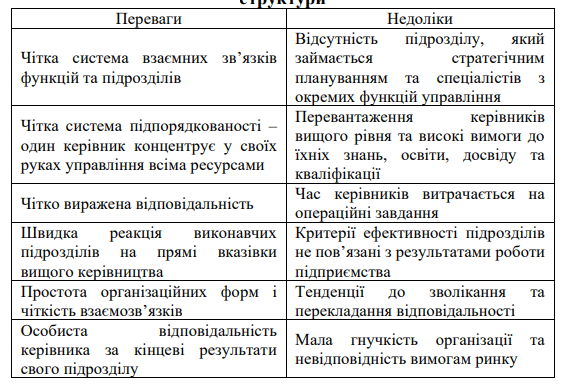 структури
Переваги
Недоліки
Чітка система взаємних зв’язків
функцій та підрозділів
Відсутність підрозділу, який
займається стратегічним
плануванням та спеціалістів з
окремих функцій управління
Чітка система підпорядкованості –
один керівник концентрує у своїх
руках управління всіма ресурсами
Перевантаження керівників
вищого рівня та високі вимоги до
їхніх знань, освіти, досвіду та
кваліфікації
Чітко виражена відповідальність
Час керівників витрачається на
операційні завдання
Швидка реакція виконавчих
підрозділів на прямі вказівки
вищого керівництва
Критерії ефективності підрозділів
не пов’язані з результатами роботи
підприємства
Простота організаційних форм і
чіткість взаємозв’язків
Тенденції до зволікання та
перекладання відповідальності
Особиста відповідальність
керівника за кінцеві результати
свого підрозділу
Мала гнучкість організації та
невідповідність вимогам ринку